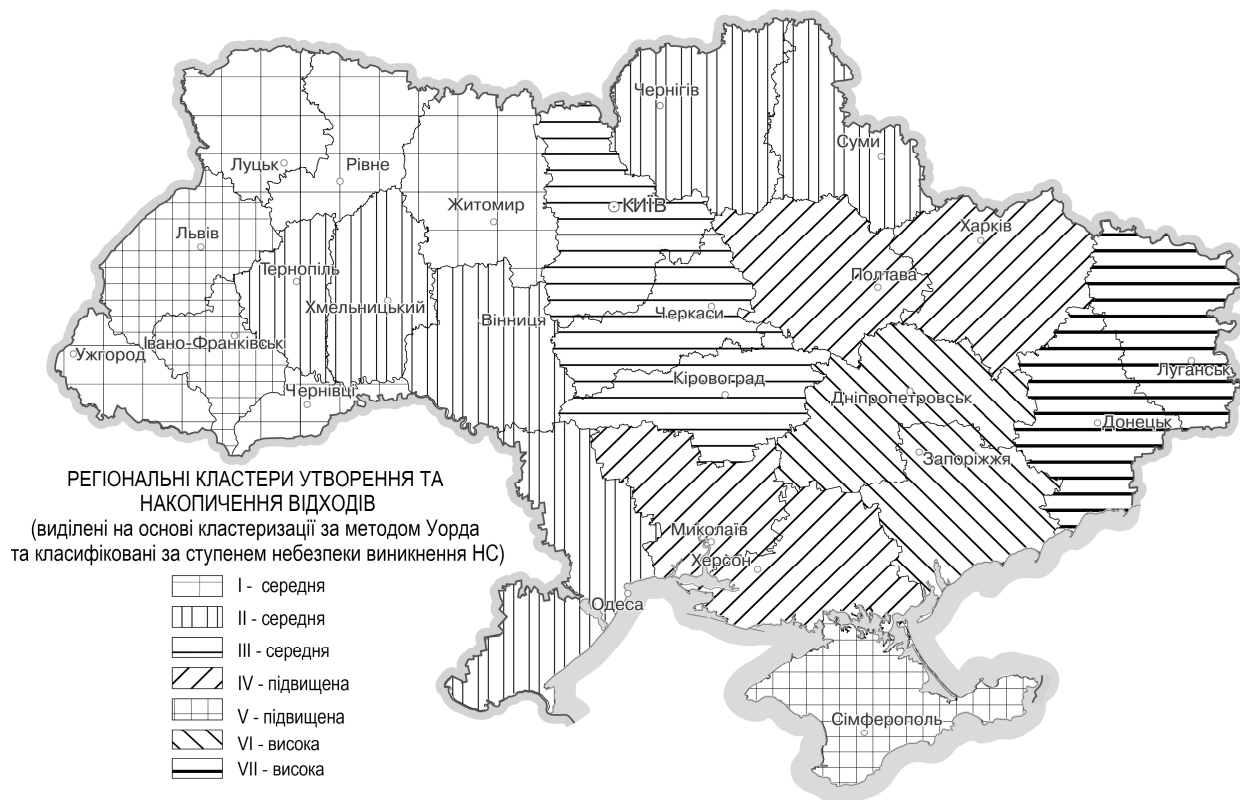 Чернігів
Суми
Луцьк
Рівне
Житомир
КИЇВ
Львів
Харків
Тернопіль
Полтава
Хмельницький
Вінниця
Черкаси
Івано-Франківськ
Ужгород
Луганськ
Кіровоград
Чернівці
Дніпропетровськ
Донецьк
Запоріжжя
Миколаїв
Херсон
Одеса
Сімферополь
РЕГІОНАЛЬНІ КЛАСТЕРИ УТВОРЕННЯ ТА
НАКОПИЧЕННЯ ВІДХОДІВ
(виділені на основі кластеризації за методом Уорда
та класифіковані за ступенем небезпеки виникнення НС)
I - середня
II - середня
III - середня
IV - підвищена
V - підвищена
VI - висока
VII - висока